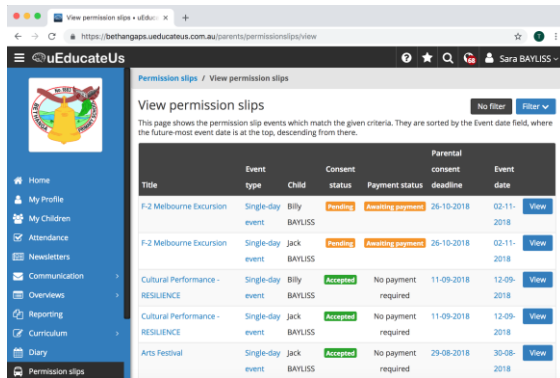 View permission slips • uEduc
https://bethangaps.ueducateus.com.au/parents/permissionslips/view
T
uEducateUs
68
Sara BAYLISS
No. 1882
BETHANGA
PRIMARY SCHOOL
Home
My Profile
My Children
Attendance
Newsletters
Communication
Overviews
Reporting
Curriculum
Diary
Permission slips
Permission slips / View permission slips
View permission slips
No filter
Filter
This page shows the permission slip events which match the given criteria. They are sorted by the Event date field, where
the future-most event date is at the top, descending from there.
Title Event type Child Consent status Payment status Parental consent deadline Event date
F-2 Melbourne Excursion Single-day event Billy BAYLISS Pending Awaiting payment 26-10-2018 02-11-2018 View
F-2 Melbourne Excursion Single-day event Jack BAYLISS Pending Awaiting payment 26-10-2018 02-11-2018 View
Cultural Performance - RESILIENCE Single-day event Billy BAYLISS Accepted No payment required 11-09-2018 12-09-2018 View
Cultural Performance - RESILIENCE Single-day event Jack BAYLISS Accepted No payment required 11-09-2018 12-09-2018 View
Arts Festival Single-day event Jack BAYLISS Accepted No payment required 29-08-2018 30-08-2018 View